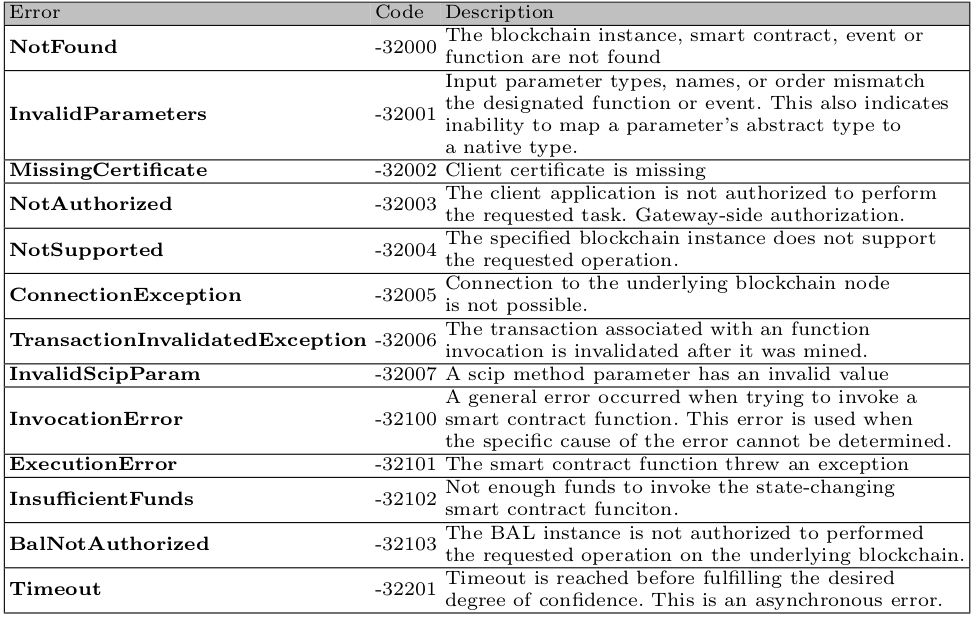 Error Code Description
NotFound -32000 The blockchain instance, smart contract, event or
function are not found
InvalidParameters -32001 Input parameter types, names, or order mismatch
the designated function or event. This also indicates
inability to map a parameter's abstract type to
a native type.
MissingCertificate -32002 Client certificate is missing
NotAuthorized -32003 The client application is not authorized to perform
the requested task. Gateway-side authorization.
NotSupported -32004 The specified blockchain instance does not support
the requested operation.
ConnectionException -32005 Connection to the underlying blockchain node
is not possible.
TransactionInvalidatedException -32006 The transaction associated with an function
invocation is invalidated after it was mined.
InvalidScipParam -32007 A scip method parameter has an invalid value
InvocationError -32100 A general error occurred when trying to invoke a
smart contract function. This error is used when
the specific cause of the error cannot be determined.
ExecutionError -32101 The smart contract function threw an exception
InsufficientFunds -32102 Not enough funds to invoke the state-changing
smart contract funciton.
BalNotAuthorized -32103 The BAL instance is not authorized to performed
the requested operation on the underlying blockchain.
Timeout -32201 Timeout is reached before fulfilling the desired
degree of confidence. This is an asynchronous error.